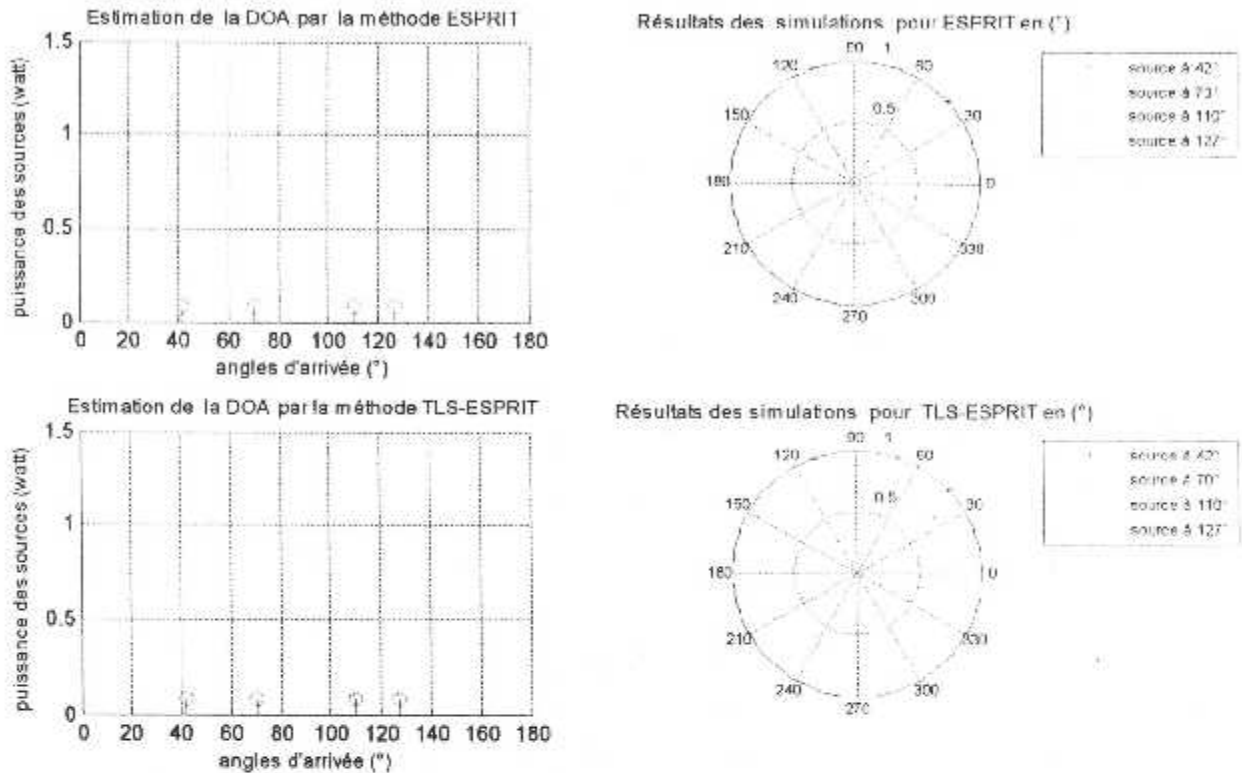 Estimation de la DOA par la méthode ESPRIT
puissance des sources (watt)
1.5
1
0.5
0
0 20 40 60 80 100 120 140 160 180
angles d'arrivée (°)
Résultats des simulations pour ESPRIT en (°)
90 1
120 60
0.5
150 30
180 0
210 330
240 300
270
source à 42°
source à 110°
source à 127°
Estimation de la DOA par la méthode TLS-ESPRIT
puissance des sources (watt)
1.5
1
0.5
0
0 20 40 60 80 100 120 140 160 180
angles d'arrivée (°)
Résultats des simulations pour TLS-ESPRIT en (°)
90 1
120 60
0.5
150 30
180 0
210 330
240 300
270
source à 42°
source à 70°
source à 110°
source à 127°